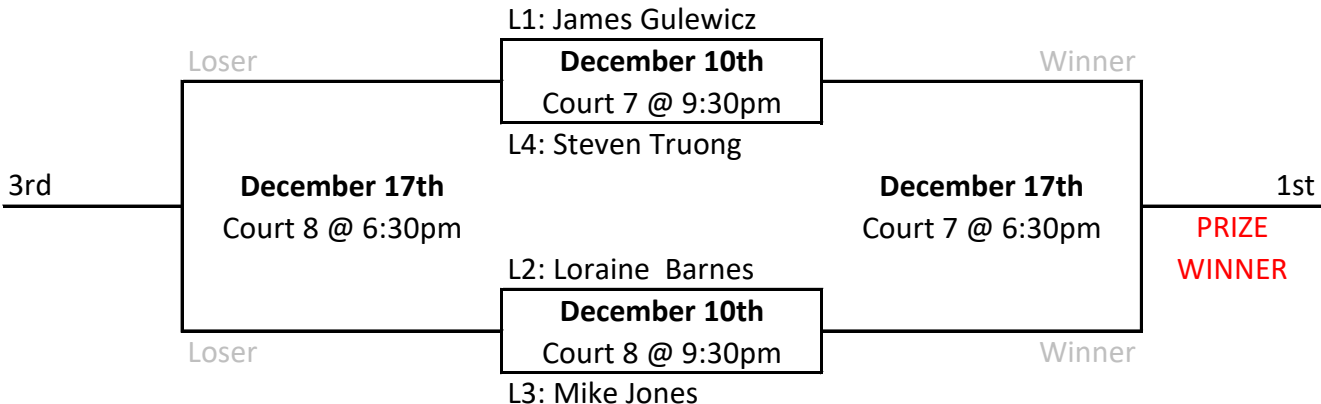 L1: James Gulewicz
Loser
December 10th
Winner
Court 7 @ 9:30pm
L4: Steven Truong
3rd
December 17th
December 17th
1st
Court 8 @ 6:30pm
Court 7 @ 6:30pm
PRIZE
WINNER
L2: Loraine  Barnes
December 10th
Loser
Court 8 @ 9:30pm
Winner
L3: Mike Jones